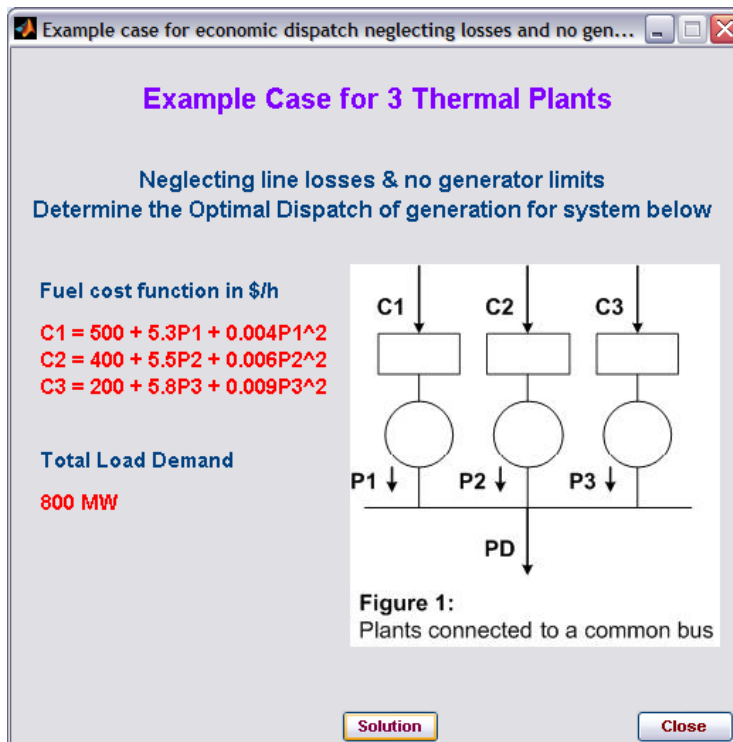 Example case for economic dispatch neglecting losses and no gen...
Example Case for 3 Thermal Plants
Neglecting line losses & no generator limits
Determine the Optimal Dispatch of generation for system below
Fuel cost function in $/h
C1 = 500 + 5.3P1 + 0.004P1^2
C2 = 400 + 5.5P2 + 0.006P2^2
C3 = 200 + 5.8P3 + 0.009P3^2
Total Load Demand
800 MW
C1 C2 C3
P1 P2 P3
PD
Figure 1:
Plants connected to a common bus
Solution Close